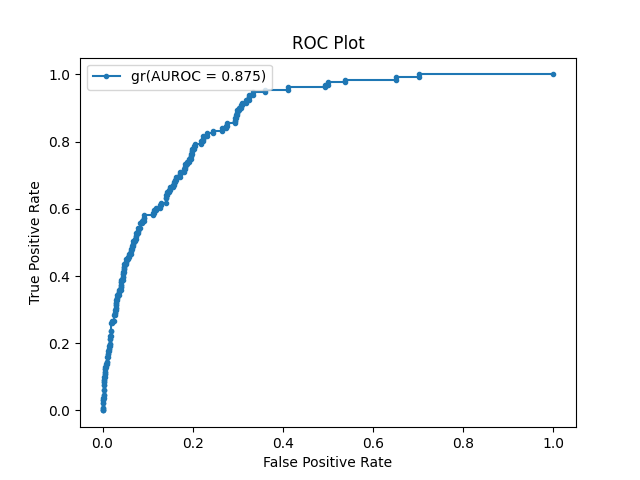 ROC Plot
gr(AUROC = 0.875)
1.0
0.8
0.6
0.4
0.2
0.0
True Positive Rate
0.0 0.2 0.4 0.6 0.8 1.0
False Positive Rate